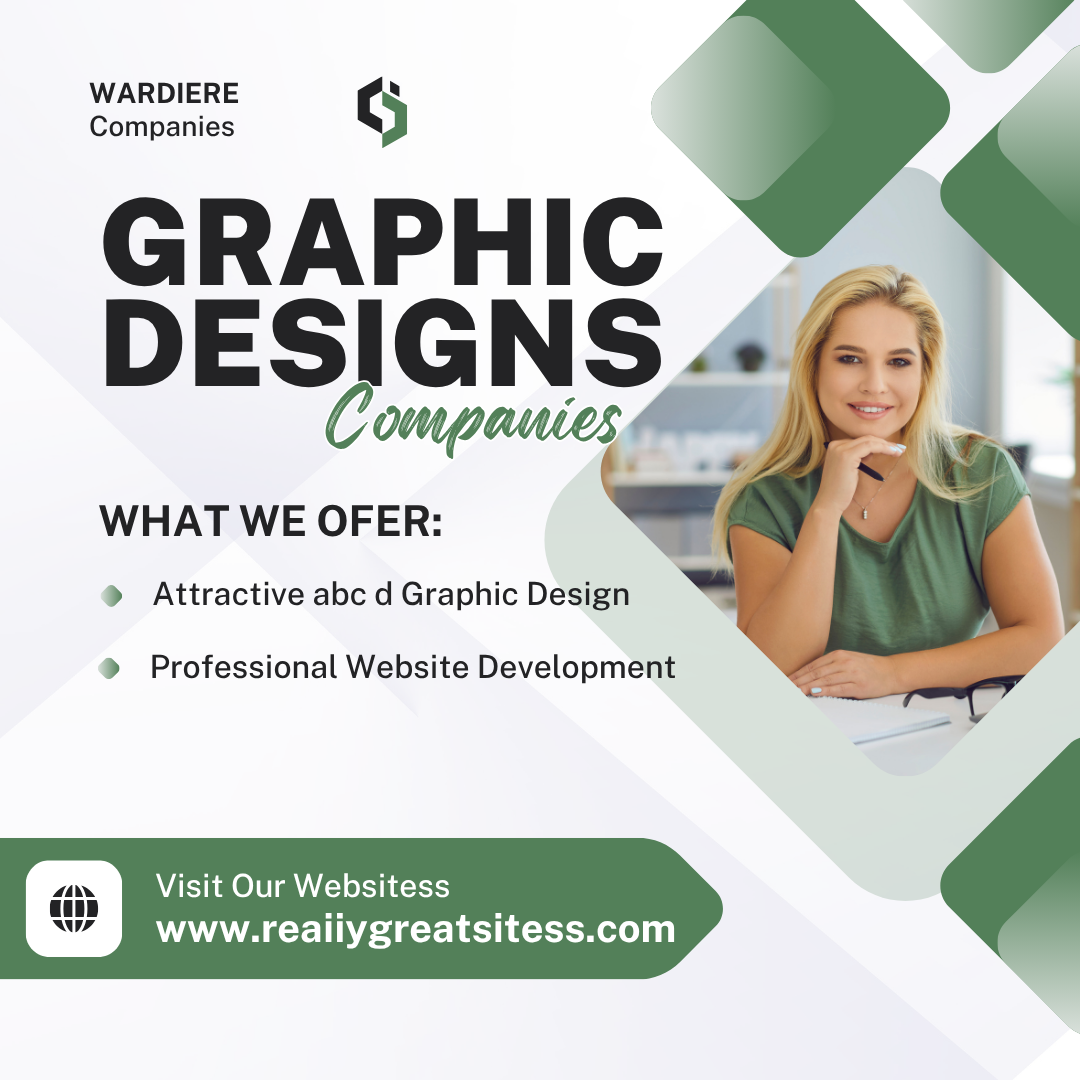 WARDIERE
Companies
GRAPHIC
DESIGNS
Companies
WHAT WE OFER:
Attractive abc d Graphic Design
Professional Website Development
Visit Our Websitess
www.reaiiygreatsitess.com